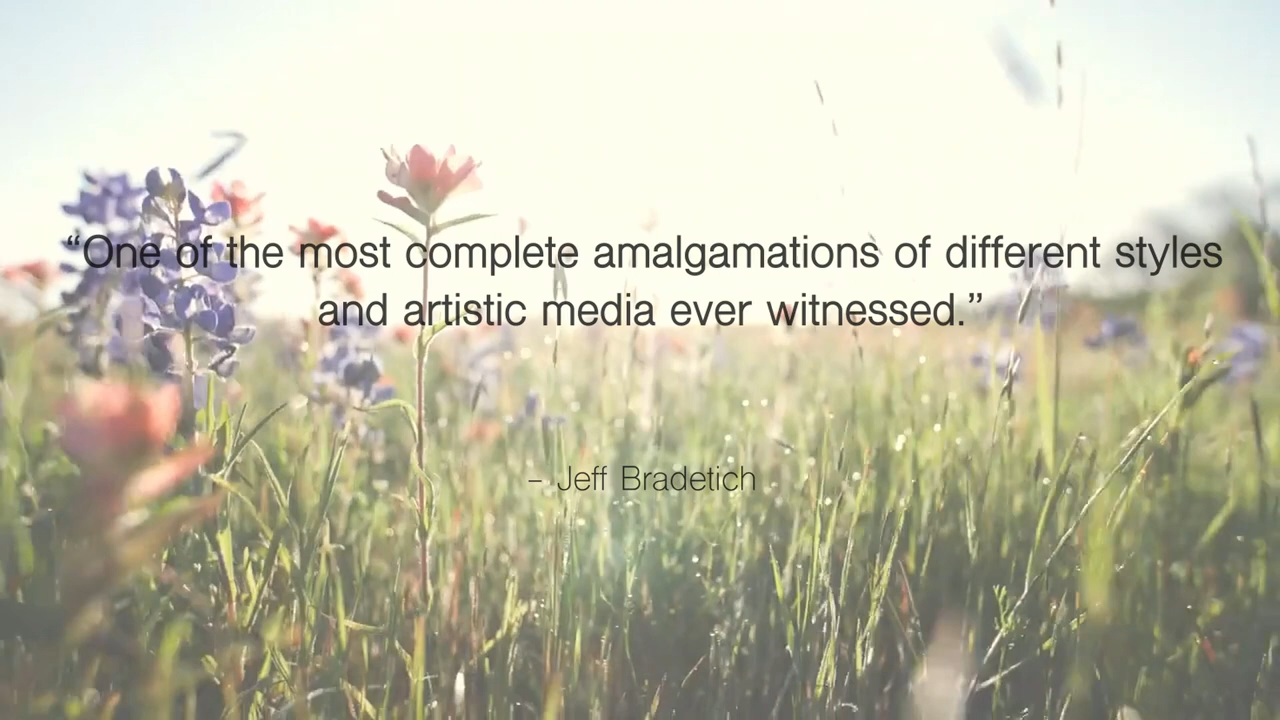 “One of the most complete amalgamations of different styles
and artistic media ever witnessed.”
– Jeff Bradetich